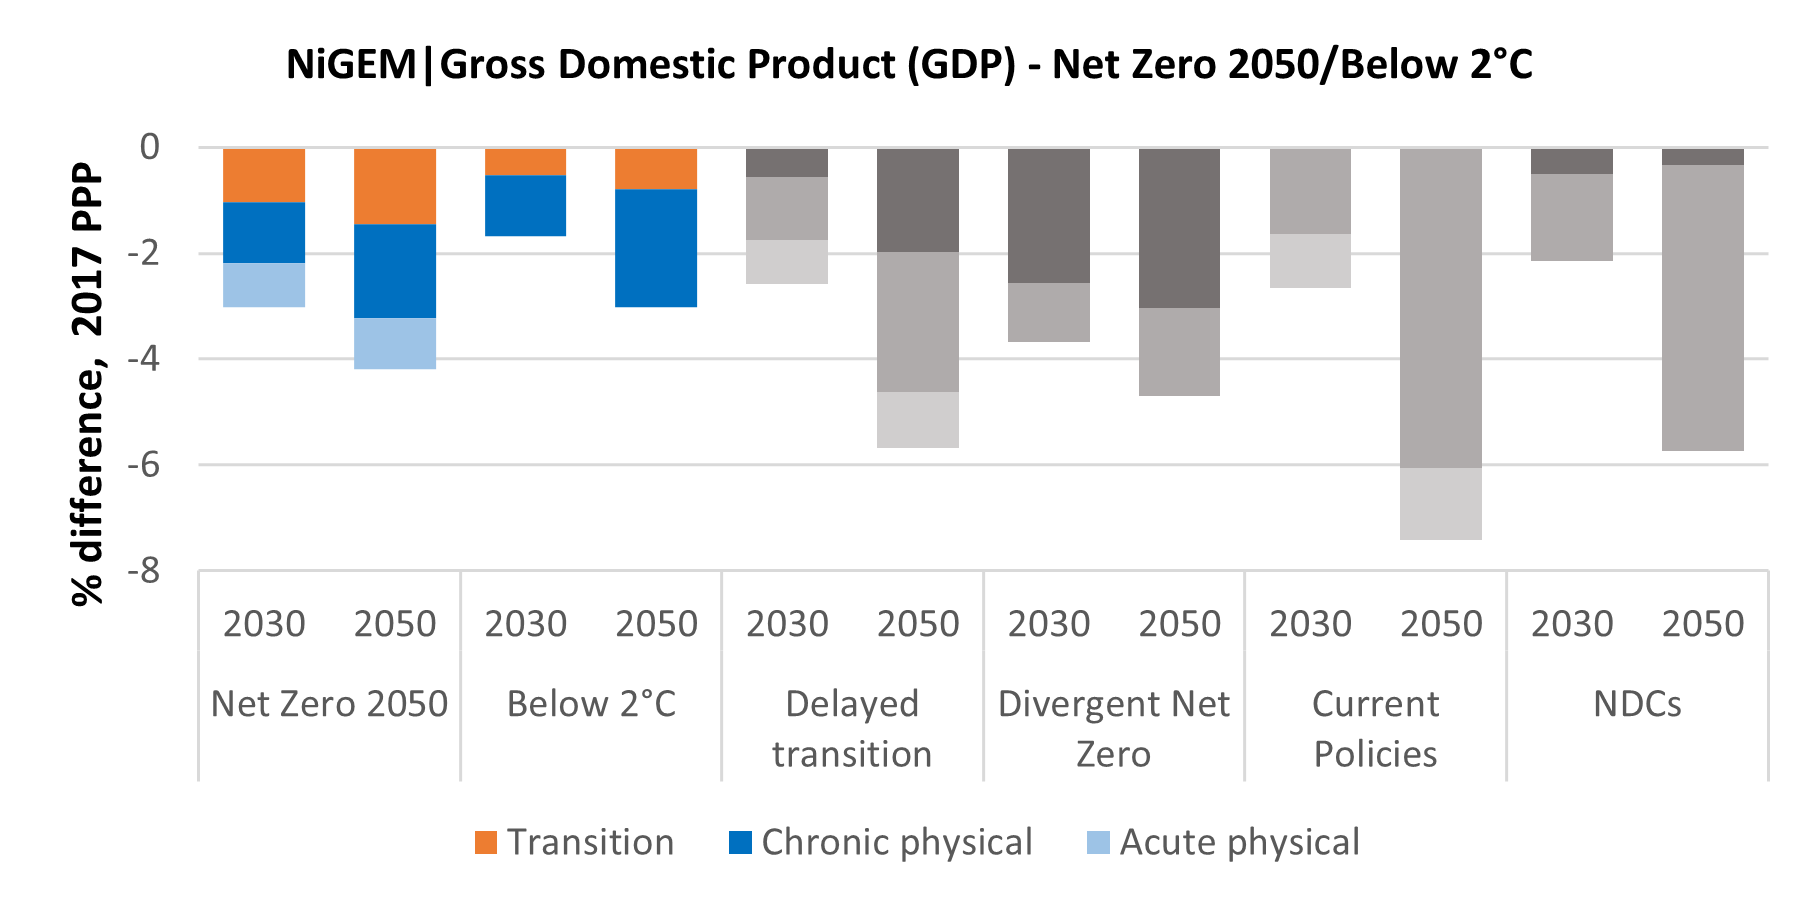 NiGEM|Gross Domestic Product (GDP) - Net Zero 2050/Below 2°C
% difference,  2017 PPP
0
-2
-4
-6
-8
2030 2050 2030 2050 2030 2050 2030 2050 2030 2050 2030 2050
Net Zero 2050 Below 2°C Delayed Divergent Net Current NDCs
transition Zero Policies
Transition Chronic physical Acute physical